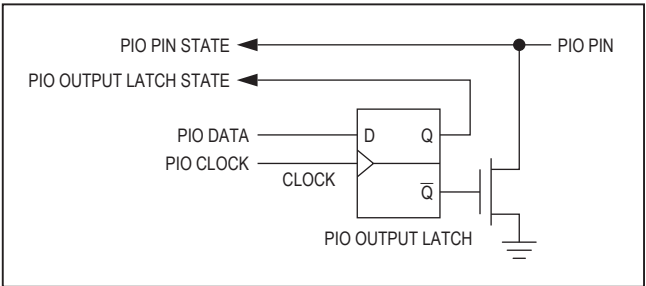 PIO PIN STATE
PIO PIN
PIO OUTPUT LATCH STATE
PIO DATA
D
Q
PIO CLOCK
CLOCK
Q̅
PIO OUTPUT LATCH